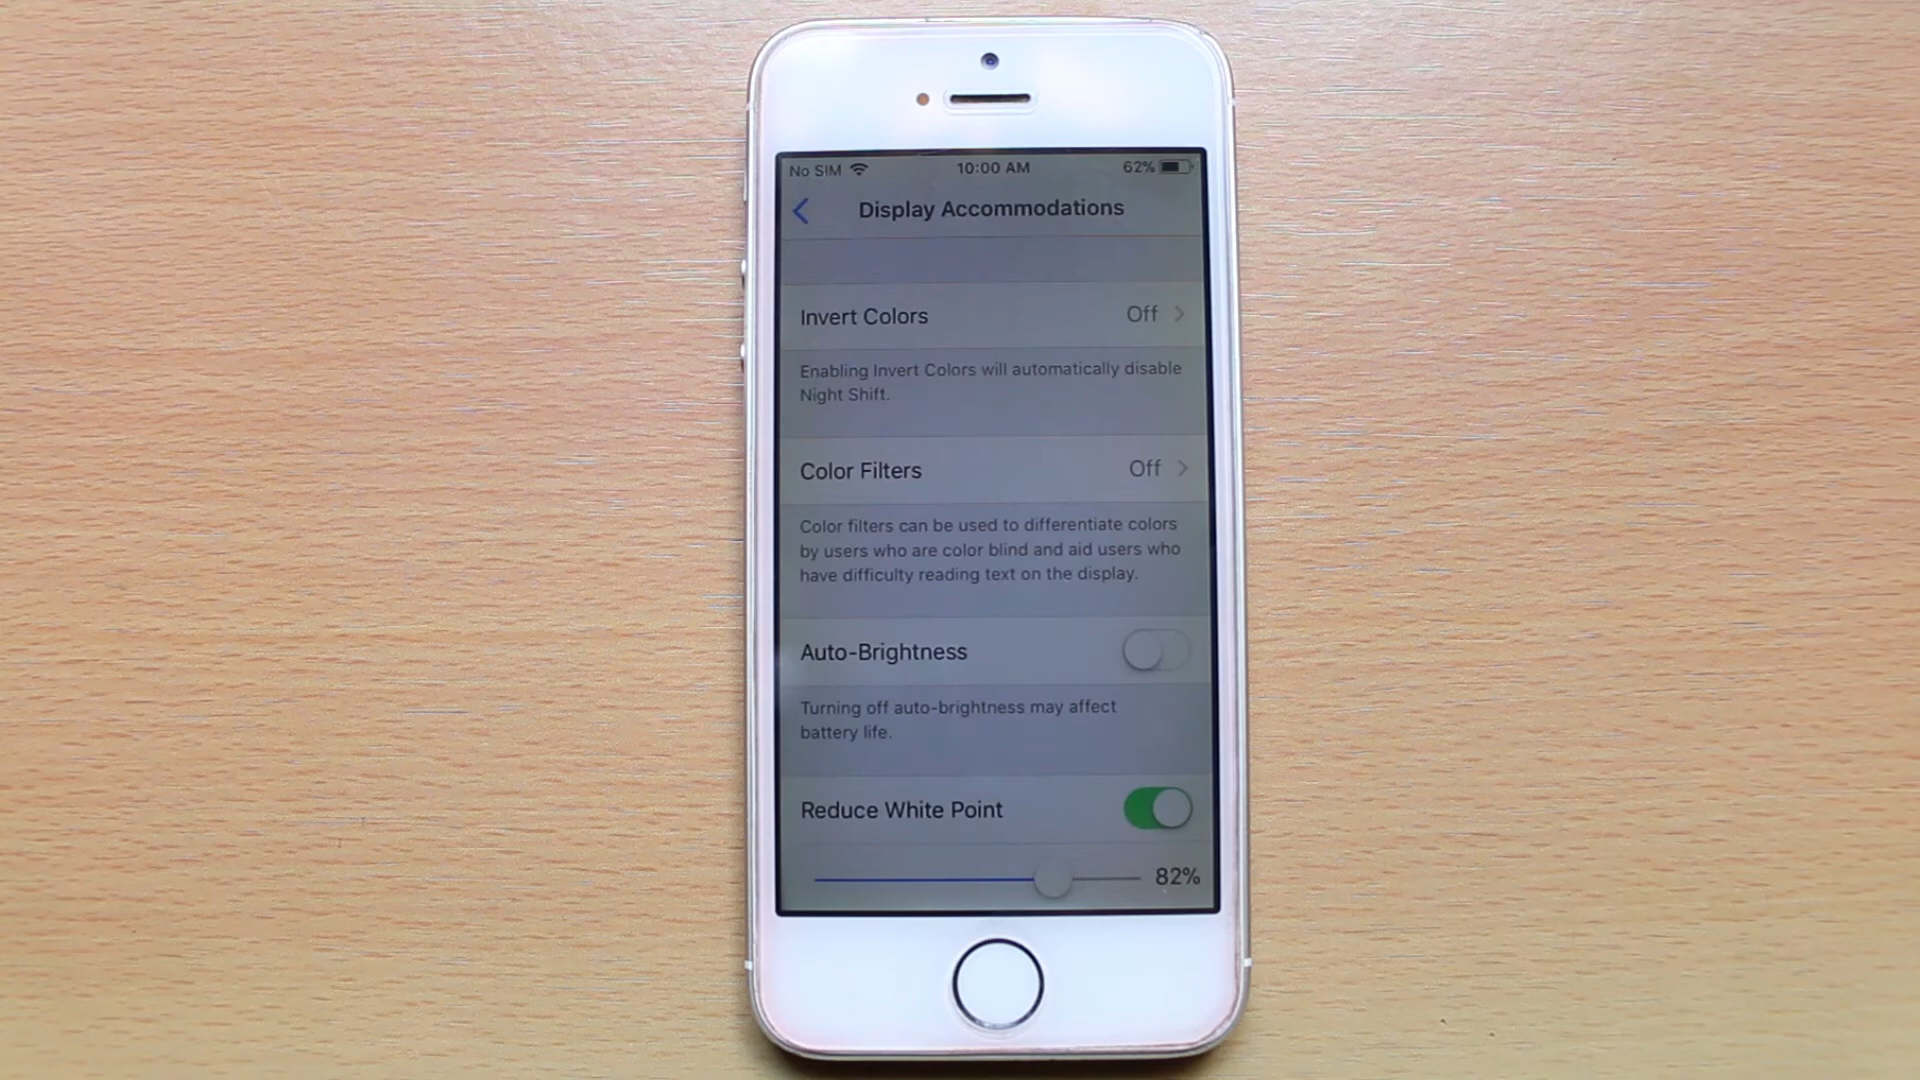 No SIM 10:00 AM 62%
Display Accommodations
Invert Colors Off
Enabling Invert Colors will automatically disable
Night Shift.
Color Filters Off
Color filters can be used to differentiate colors
by users who are color blind and aid users who
have difficulty reading text on the display.
Auto-Brightness
Turning off auto-brightness may affect
battery life.
Reduce White Point
82%